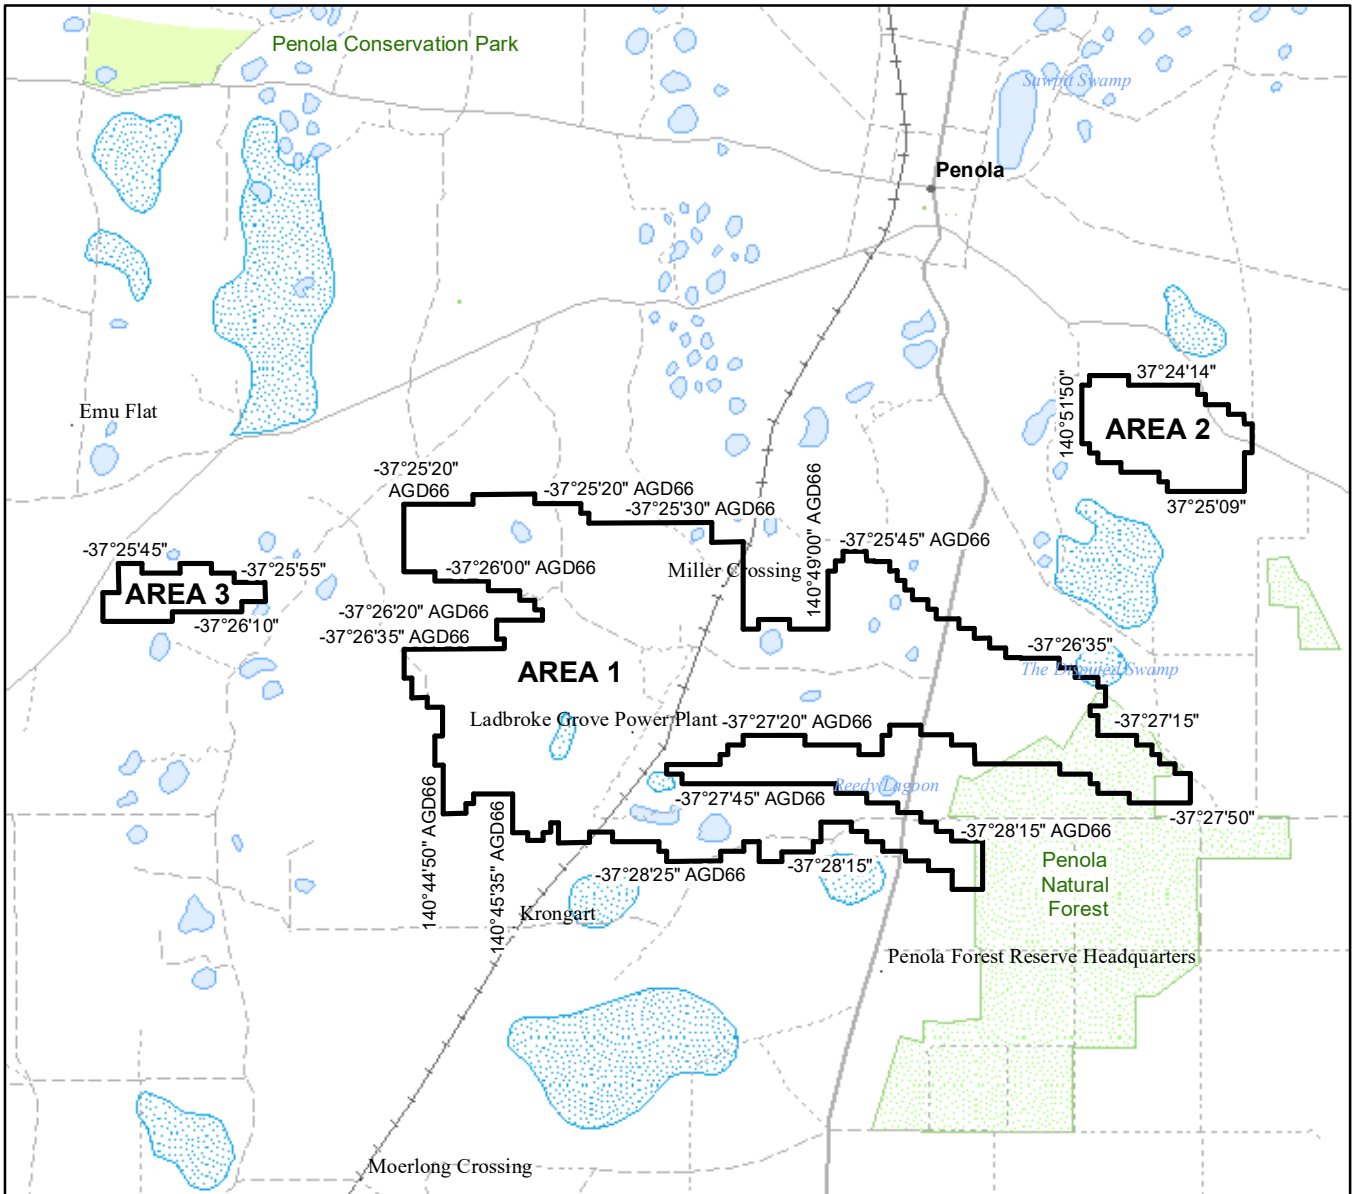 Penola Conservation Park
Sawpit Swamp
Penola
37°24'14"
140°51'50"
Emu Flat
AREA 2
-37°25'20"
AGD66
-37°25'20" AGD66
-37°25'30" AGD66
37°25'09"
140°49'00" AGD66
-37°25'45" AGD66
-37°25'45"
-37°25'55"
Miller Crossing
-37°26'00" AGD66
AREA 3
-37°26'20" AGD66
-37°26'10"
-37°26'35" AGD66
-37°26'35"
AREA 1
The Disputed Swamp
Ladbroke Grove Power Plant
-37°27'20" AGD66
-37°27'15"
Reedy Lagoon
-37°27'45" AGD66
-37°27'50"
140°44'50" AGD66
140°45'35" AGD66
-37°28'15" AGD66
-37°28'15"
-37°28'25" AGD66
Penola
Natural
Forest
Krongart
Penola Forest Reserve Headquarters
Moerlong Crossing